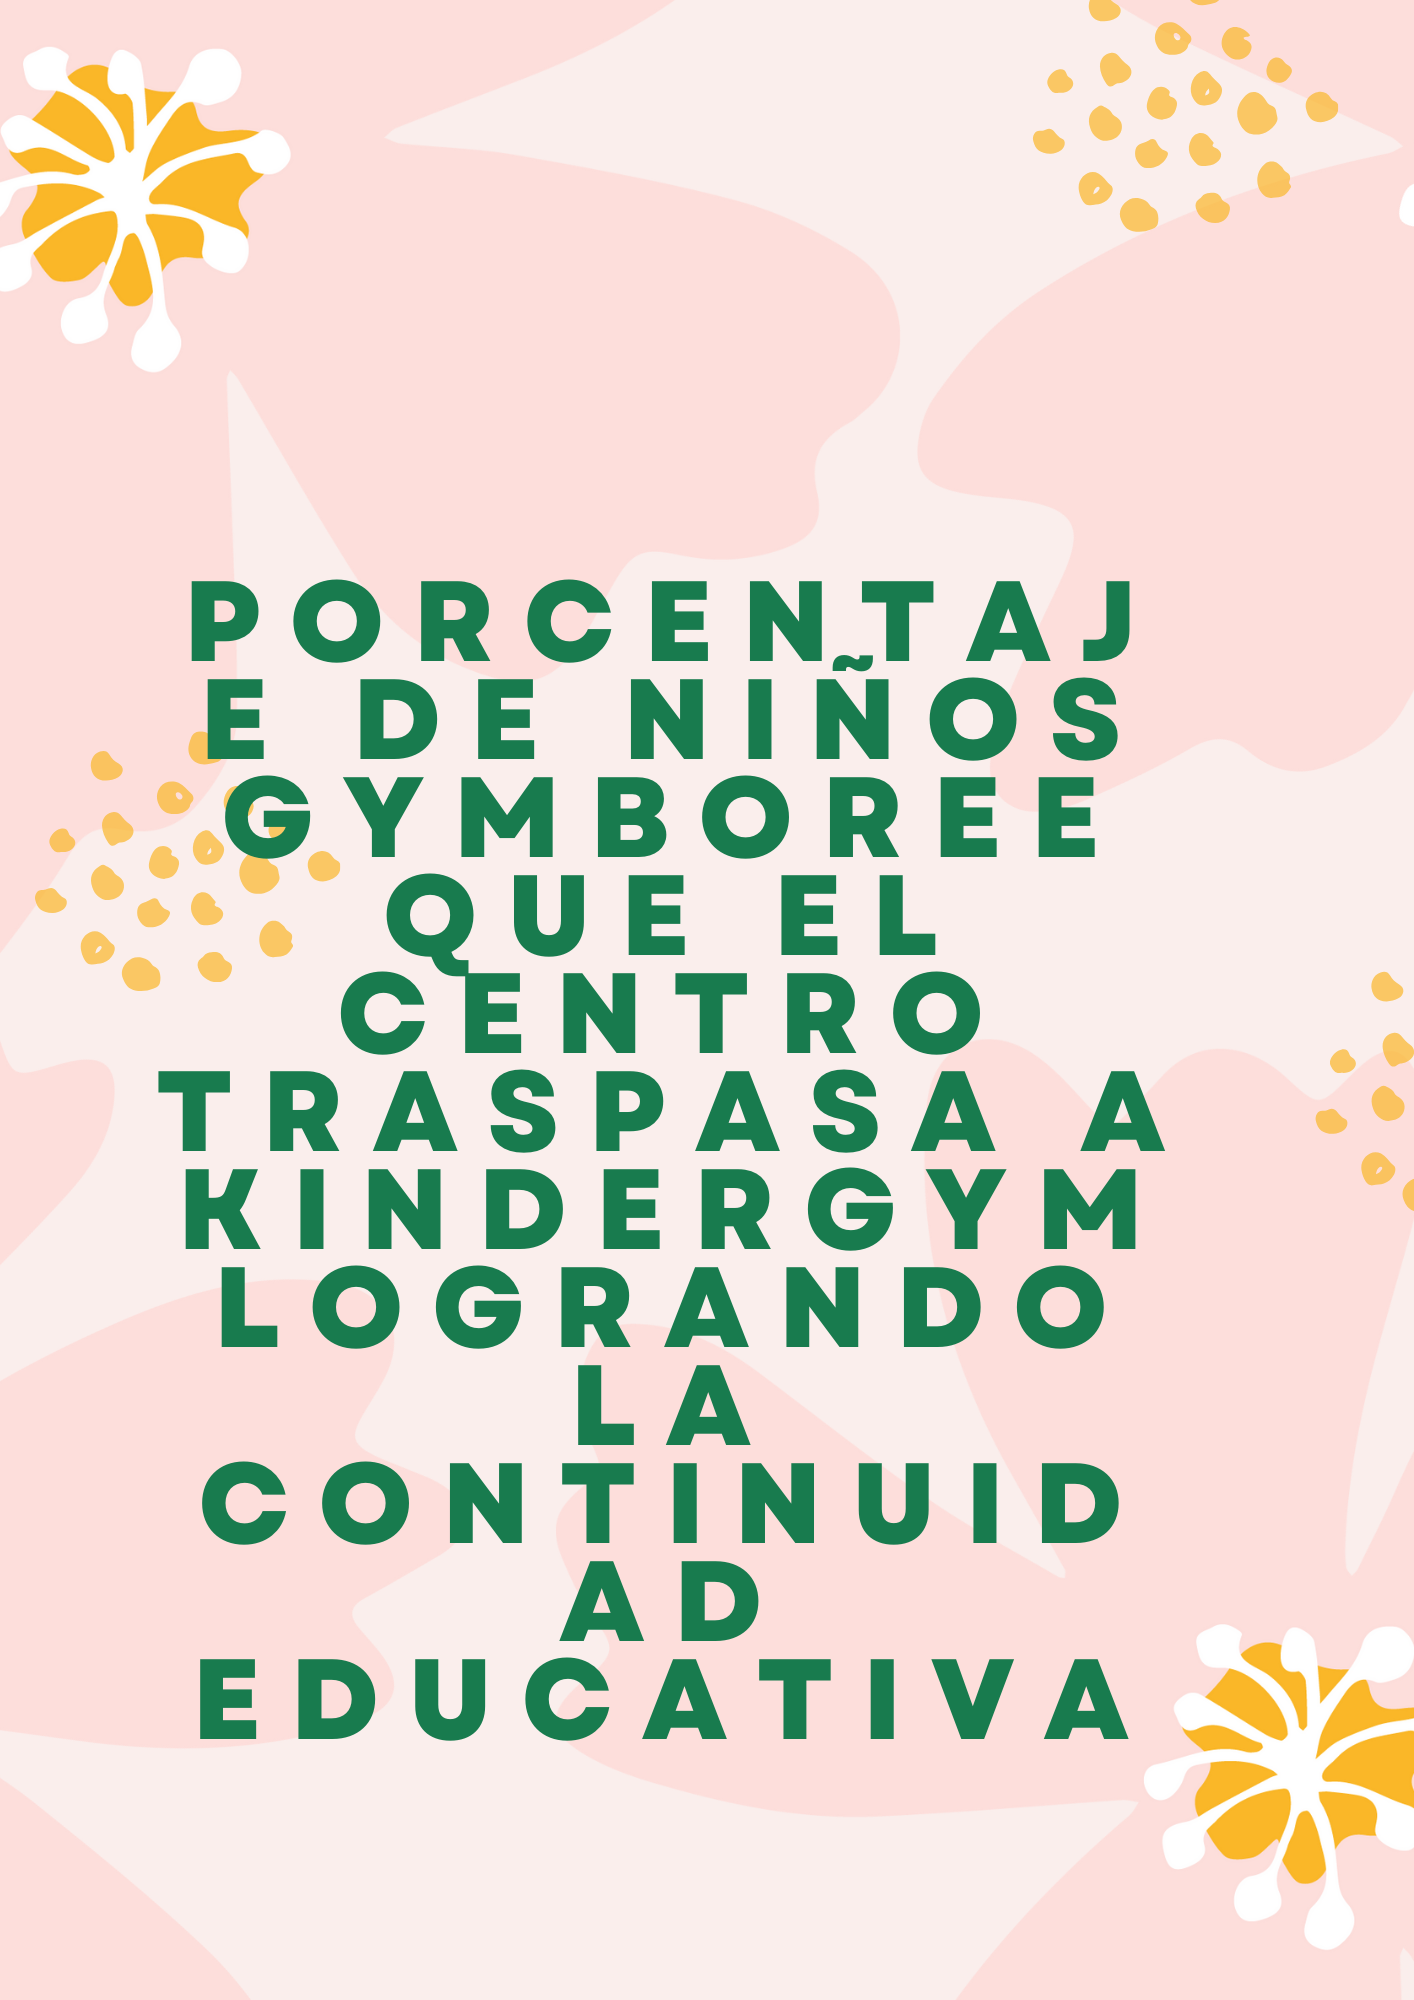 PORCENTAJ
E DE NIÑOS
GYMBOREE
QUE EL
CENTRO
TRASPASA A
KINDERGYM
LOGRANDO
LA
CONTINUID
AD
EDUCATIVA